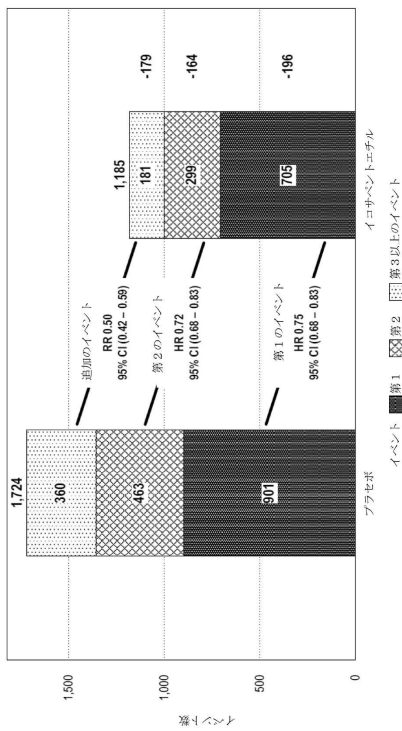 イベント数
1,500
1,000
500
0
1,724
360
463
901
プラセボ
追加のイベント
RR 0.50
95% CI (0.42 – 0.59)
第2のイベント
HR 0.72
95% CI (0.68 – 0.83)
第1のイベント
HR 0.75
95% CI (0.68 – 0.83)
1,185
181
299
705
イコサペントエチル
-179
-164
-196
イベント 第1 第2 第3以上のイベント